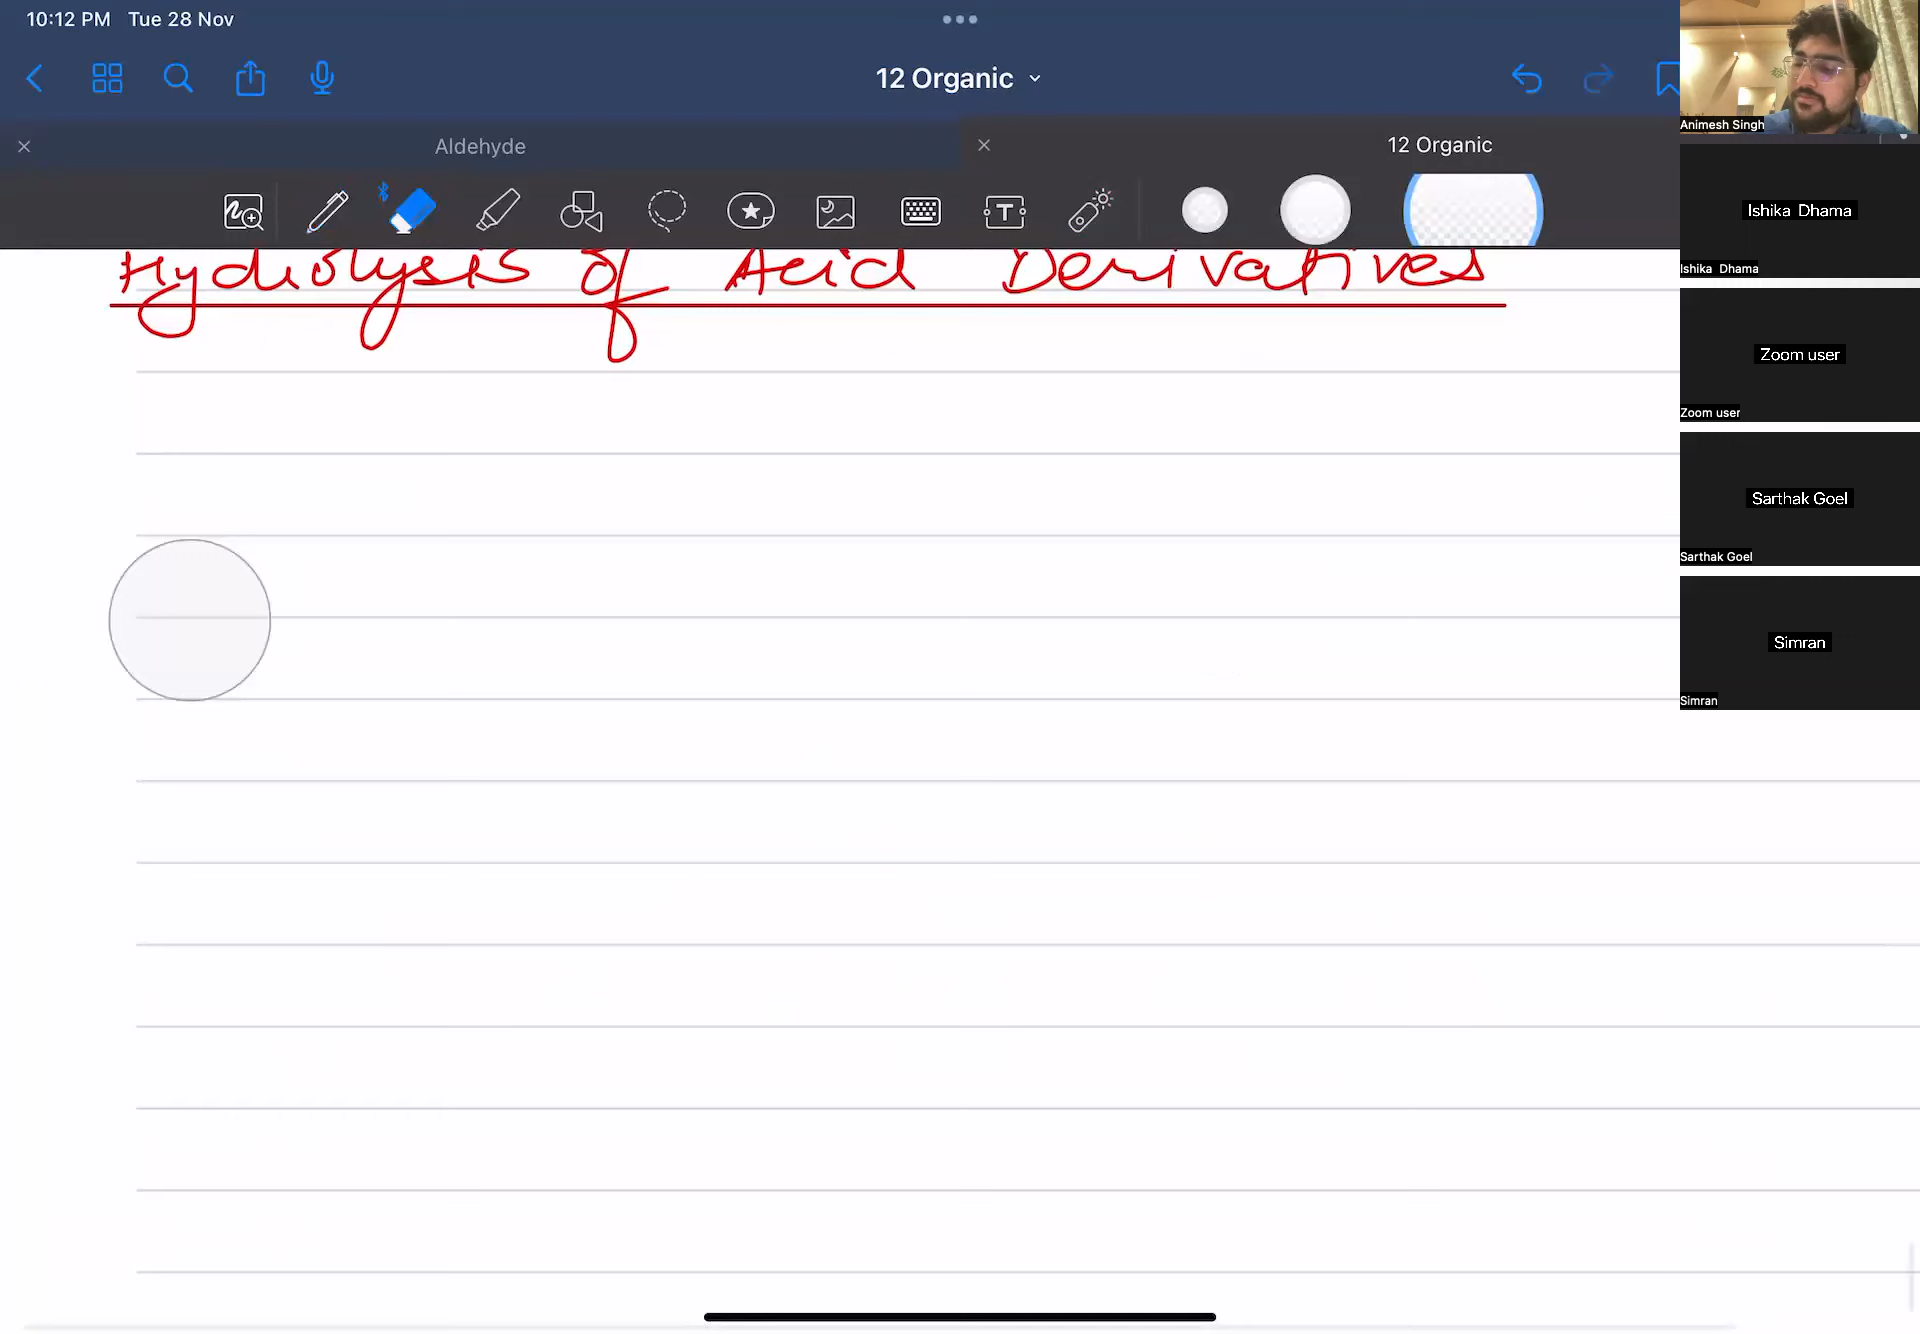 10:12 PM Tue 28 Nov
12 Organic
Aldehyde
12 Organic
T
Hydrolysis of Acid Derivatives
Animesh Singh
Ishika Dhama
Ishika Dhama
Zoom user
Zoom user
Sarthak Goel
Sarthak Goel
Simran
Simran